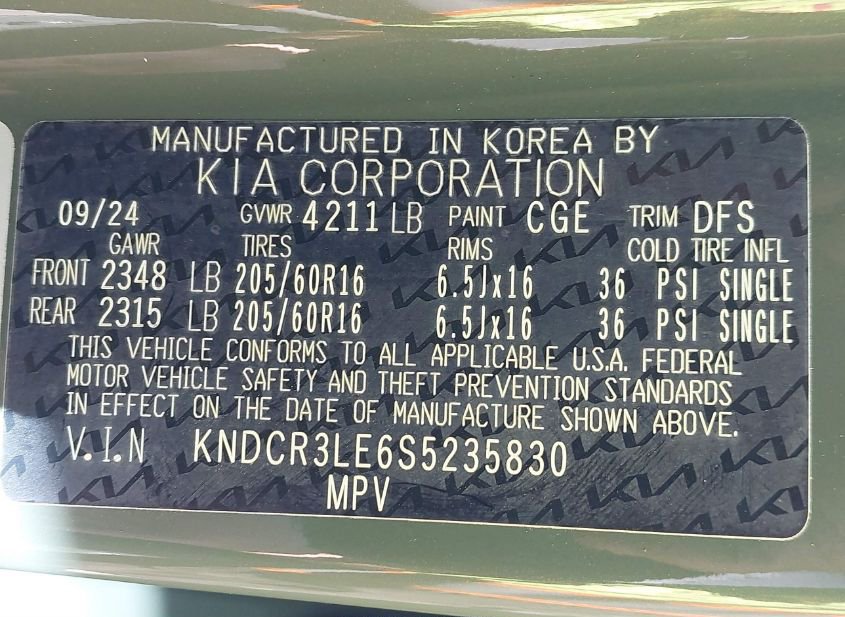 MANUFACTURED IN KOREA BY
KIA CORPORATION
09/24 GVWR 4211 LB PAINT CGE TRIM DFS
GAWR TIRES RIMS COLD TIRE INFL
FRONT 2348 LB 205/60R16 6.5Jx16 36 PSI SINGLE
REAR 2315 LB 205/60R16 6.5Jx16 36 PSI SINGLE
THIS VEHICLE CONFORMS TO ALL APPLICABLE U.S.A. FEDERAL
MOTOR VEHICLE SAFETY AND THEFT PREVENTION STANDARDS
IN EFFECT ON THE DATE OF MANUFACTURE SHOWN ABOVE.
V.I.N KNDCR3LE6S5235830
MPV